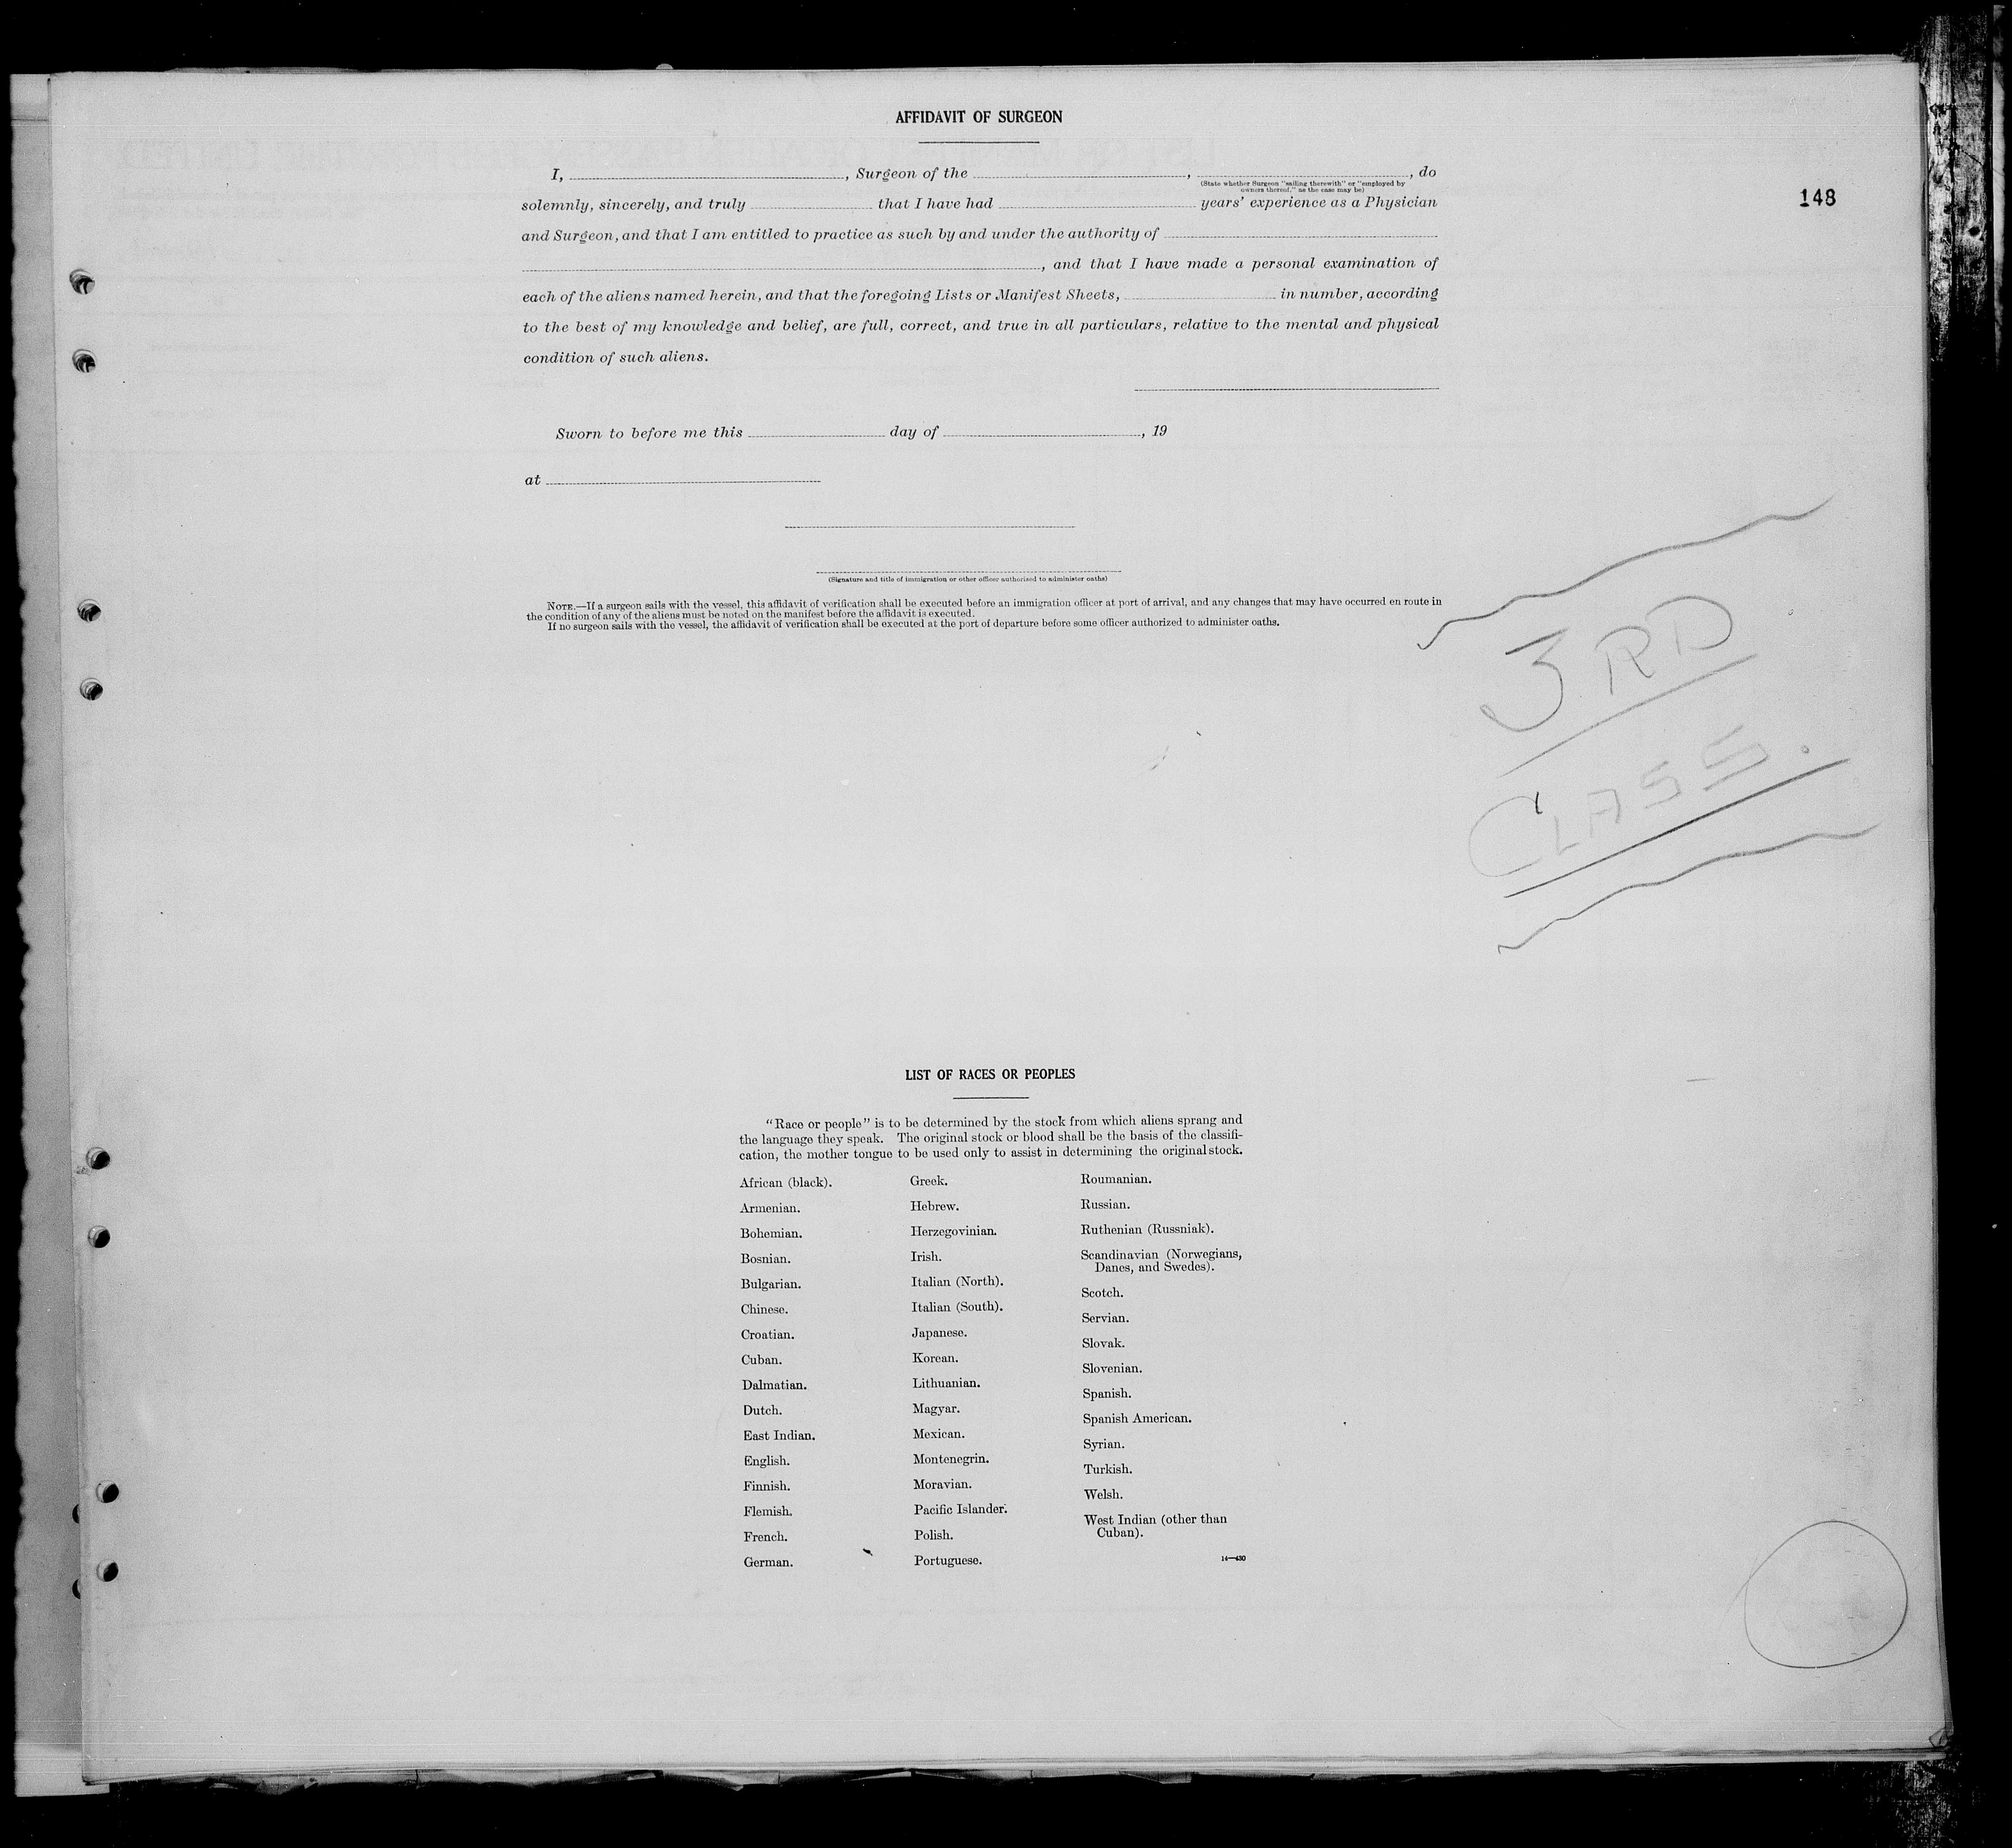 AFFIDAVIT OF SURGEON
I, , Surgeon of the , , do
(State whether Surgeon "sailing therewith" or "employed by
owners thereof," as the case may be)
148
solemnly, sincerely, and truly that I have had years' experience as a Physician
and Surgeon, and that I am entitled to practice as such by and under the authority of
, and that I have made a personal examination of
each of the aliens named herein, and that the foregoing Lists or Manifest Sheets, in number, according
to the best of my knowledge and belief, are full, correct, and true in all particulars, relative to the mental and physical
condition of such aliens.
Sworn to before me this day of , 19
at
(Signature and title of immigration or other officer authorized to administer oaths)
NOTE.—If a surgeon sails with the vessel, this affidavit of verification shall be executed before an immigration officer at port of arrival, and any changes that may have occurred en route in
the condition of any of the aliens must be noted on the manifest before the affidavit is executed.
If no surgeon sails with the vessel, the affidavit of verification shall be executed at the port of departure before some officer authorized to administer oaths.
3RD
CLASS.
LIST OF RACES OR PEOPLES
"Race or people" is to be determined by the stock from which aliens sprang and
the language they speak. The original stock or blood shall be the basis of the classifi-
cation, the mother tongue to be used only to assist in determining the original stock.
African (black).
Armenian.
Bohemian.
Bosnian.
Bulgarian.
Chinese.
Croatian.
Cuban.
Dalmatian.
Dutch.
East Indian.
English.
Finnish.
Flemish.
French.
German.
Greek.
Hebrew.
Herzegovinian.
Irish.
Italian (North).
Italian (South).
Japanese.
Korean.
Lithuanian.
Magyar.
Mexican.
Montenegrin.
Moravian.
Pacific Islander.
Polish.
Portuguese.
Roumanian.
Russian.
Ruthenian (Russniak).
Scandinavian (Norwegians,
Danes, and Swedes).
Scotch.
Servian.
Slovak.
Slovenian.
Spanish.
Spanish American.
Syrian.
Turkish.
Welsh.
West Indian (other than
Cuban).
14—430